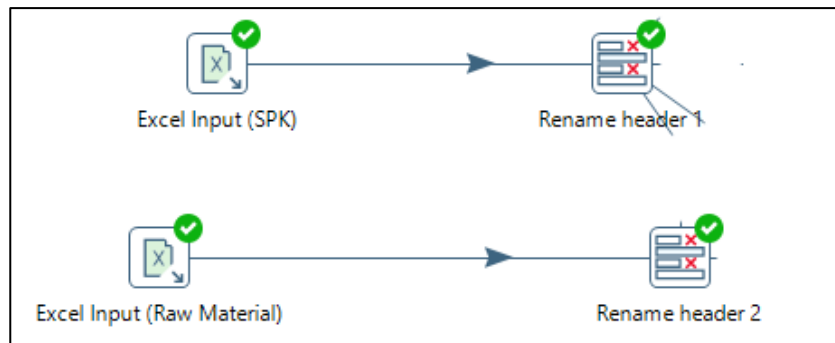 Excel Input (SPK)
Rename header 1
Excel Input (Raw Material)
Rename header 2